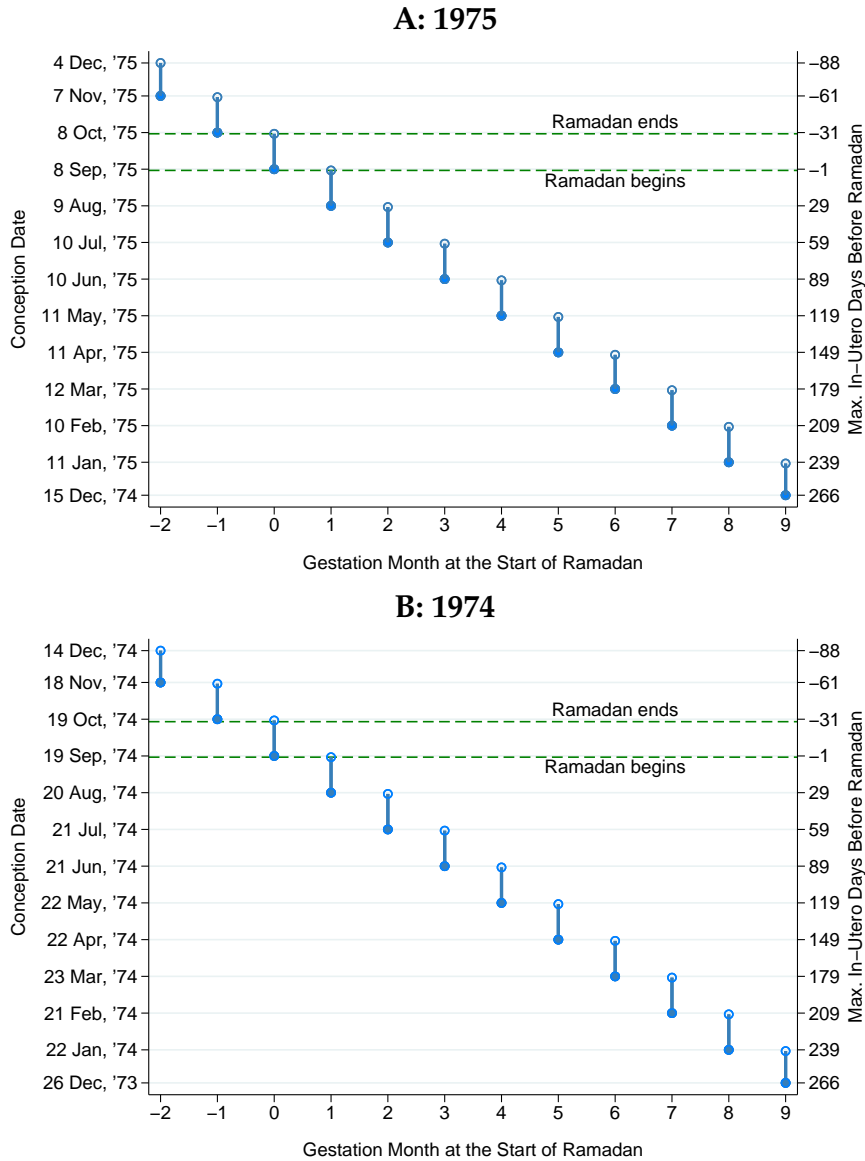 A: 1975
Conception Date
4 Dec, ’75
7 Nov, ’75
8 Oct, ’75
8 Sep, ’75
9 Aug, ’75
10 Jul, ’75
10 Jun, ’75
11 May, ’75
11 Apr, ’75
12 Mar, ’75
10 Feb, ’75
11 Jan, ’75
15 Dec, ’74
Ramadan ends
Ramadan begins
−88
−61
−31
−1
29
59
89
119
149
179
209
239
266
Max. In−Utero Days Before Ramadan
−2 −1 0 1 2 3 4 5 6 7 8 9
Gestation Month at the Start of Ramadan
B: 1974
Conception Date
14 Dec, ’74
18 Nov, ’74
19 Oct, ’74
19 Sep, ’74
20 Aug, ’74
21 Jul, ’74
21 Jun, ’74
22 May, ’74
22 Apr, ’74
23 Mar, ’74
21 Feb, ’74
22 Jan, ’74
26 Dec, ’73
Ramadan ends
Ramadan begins
−88
−61
−31
−1
29
59
89
119
149
179
209
239
266
Max. In−Utero Days Before Ramadan
−2 −1 0 1 2 3 4 5 6 7 8 9
Gestation Month at the Start of Ramadan